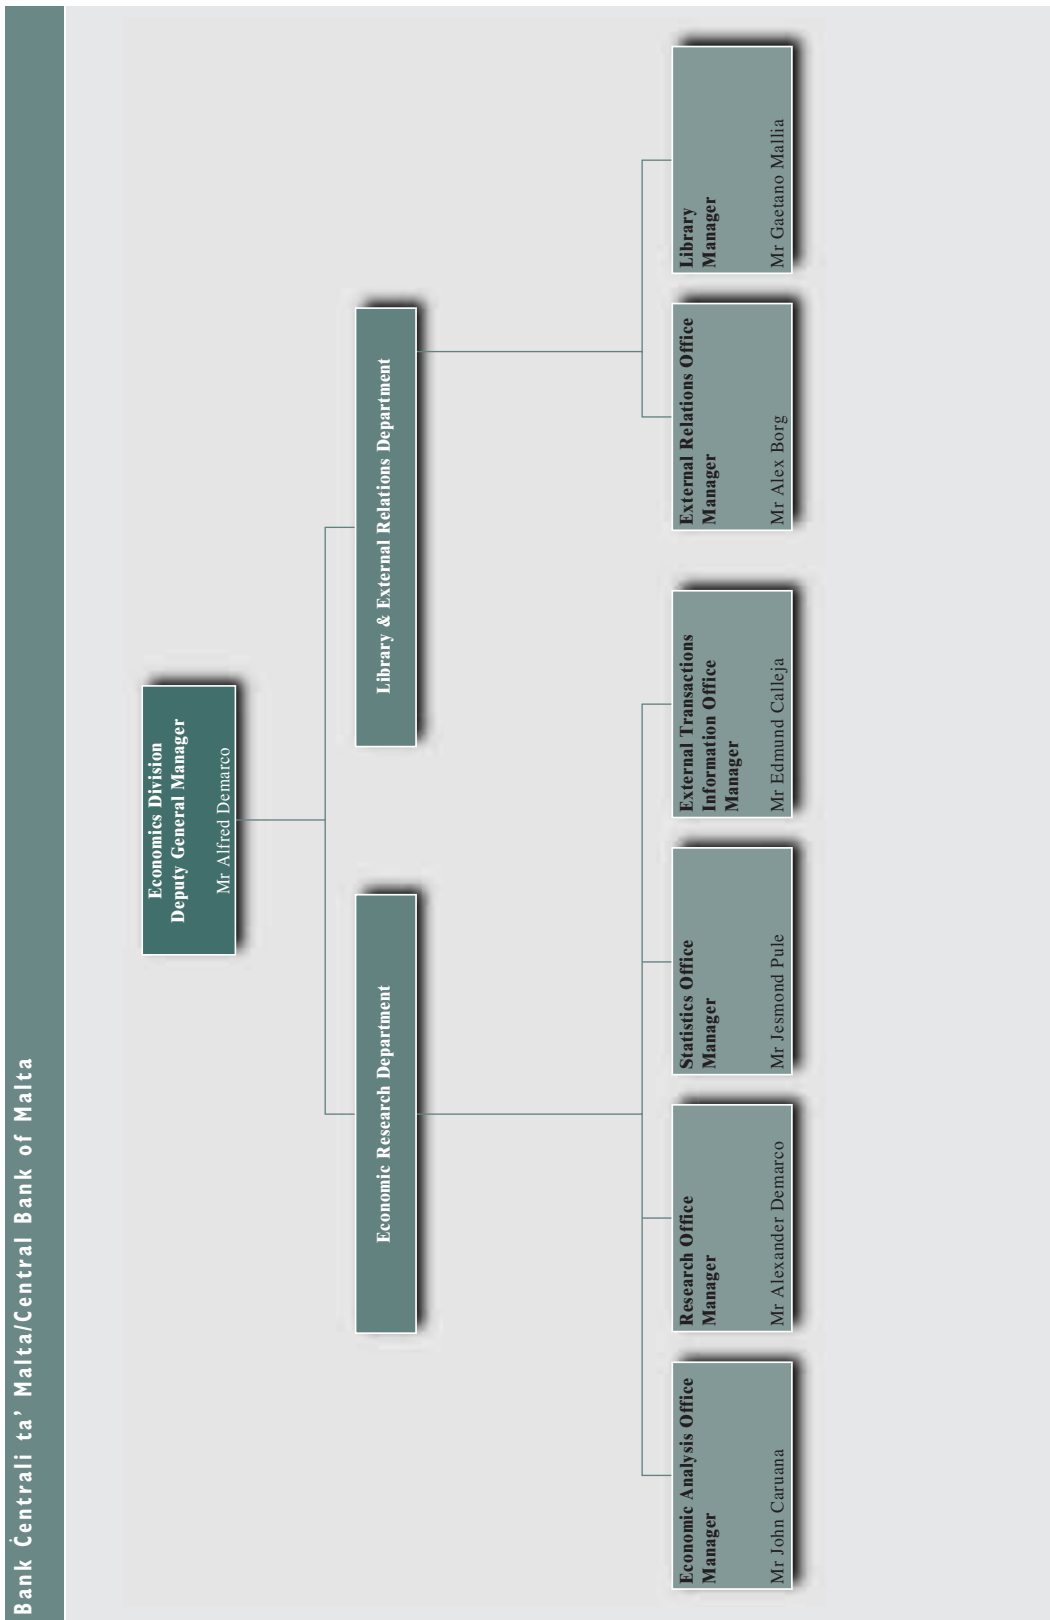 Bank Ċentrali ta' Malta/Central Bank of Malta
Economics Division
Deputy General Manager
Mr Alfred Demarco
Economic Research Department
Library & External Relations Department
Economic Analysis Office
Manager
Mr John Caruana
Research Office
Manager
Mr Alexander Demarco
Statistics Office
Manager
Mr Jesmond Pule
External Transactions
Information Office
Manager
Mr Edmund Calleja
External Relations Office
Manager
Mr Alex Borg
Library
Manager
Mr Gaetano Mallia